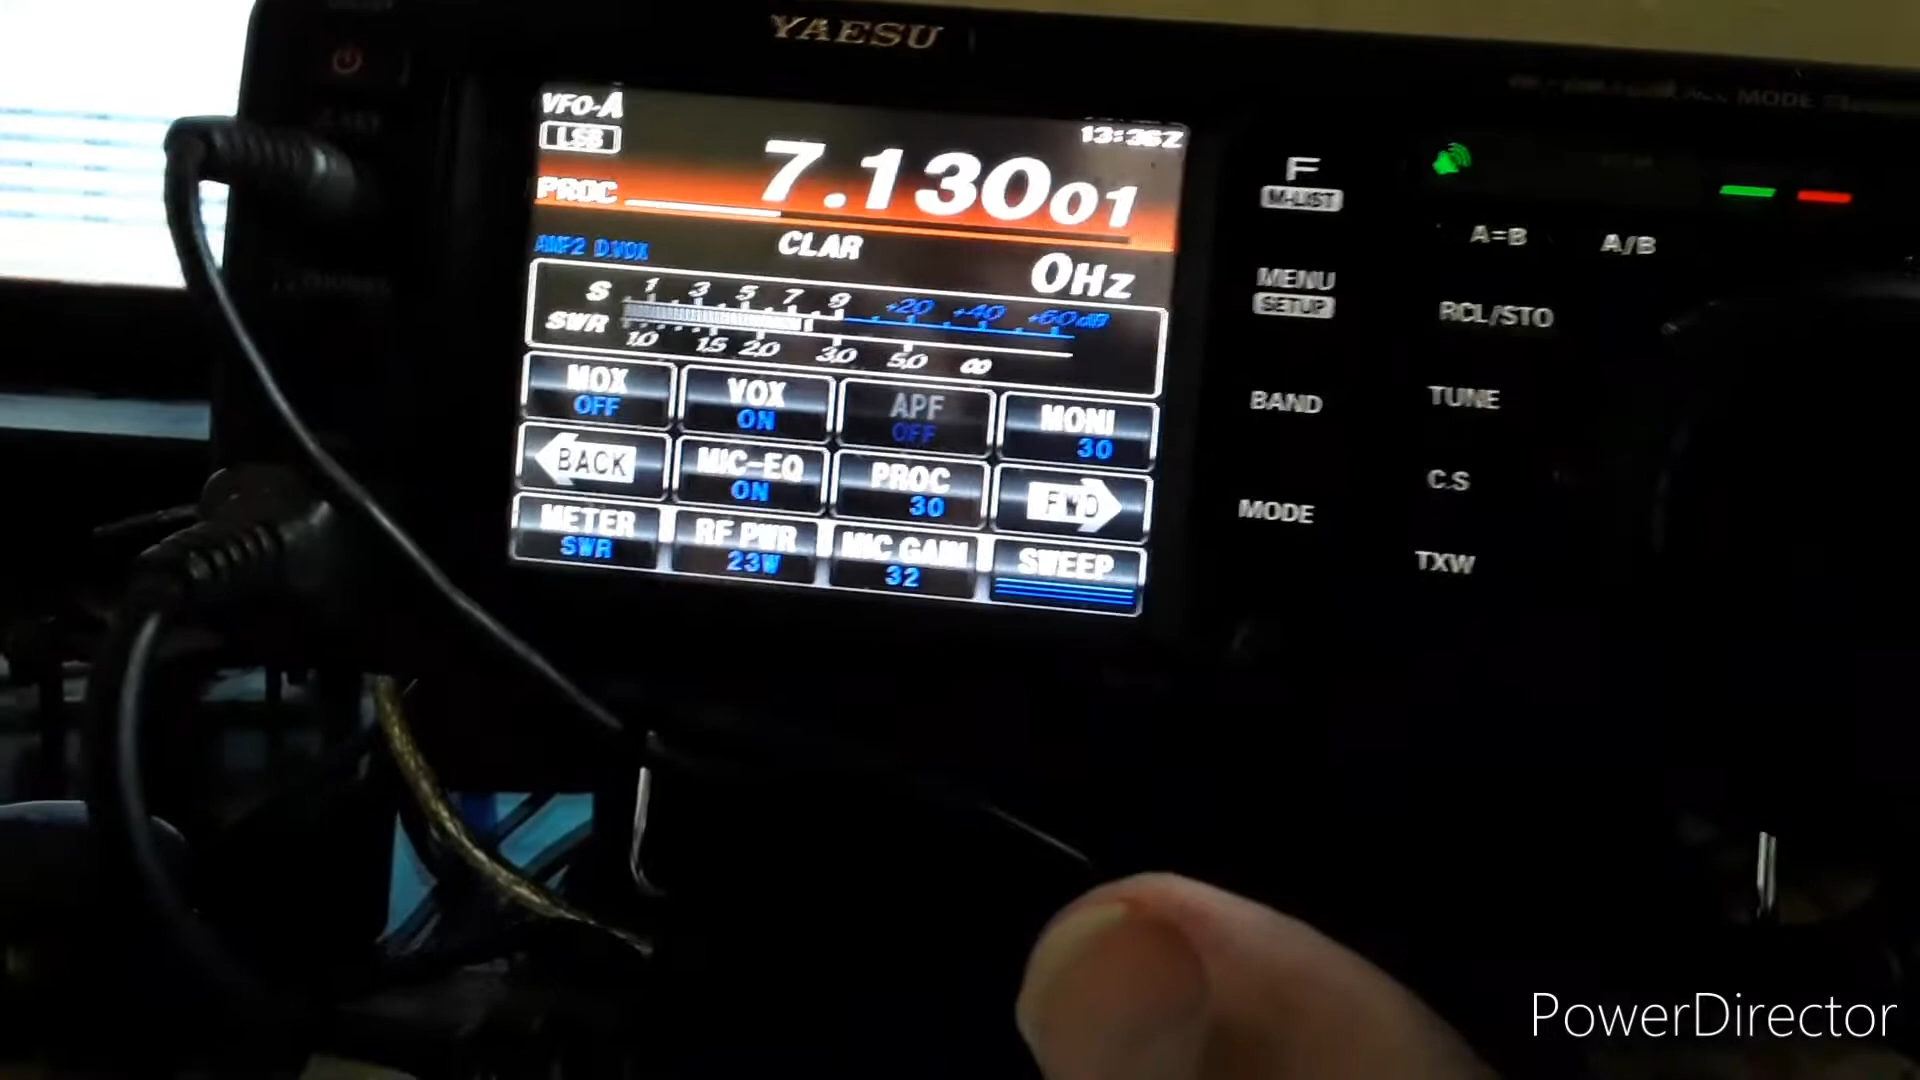 YAESU
VFO-A
LSB
13:36Z
7.13001
PROC
AMP2 D.VOX
CLAR
0Hz
S 1 3 5 7 9 +20 +40 +60dB
SWR
1.0 1.5 2.0 3.0 5.0 ∞
MOX VOX APF MONI
OFF ON OFF 30
BACK MIC-EQ PROC FWD
ON 30
METER RF PWR MIC GAIN SWEEP
SWR 23W 32
F
M-LIST
MENU
SETUP
BAND
MODE
ALL MODE
A=B A/B
RCL/STO
TUNE
C.S
TXW
PowerDirector